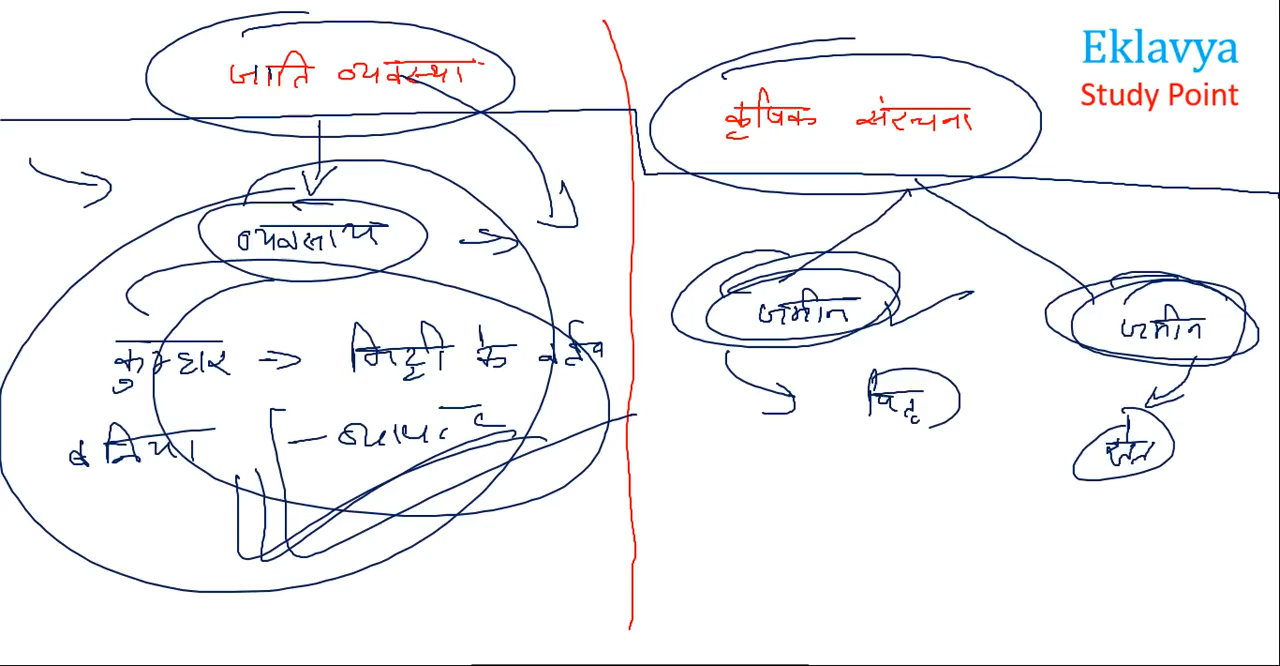 जाति व्यवस्था
व्यवसाय
कुम्हार → मिट्टी के बर्तन
बनिया - व्यापार
Eklavya
Study Point
कृषिक संरचना
जमीन
जमीन